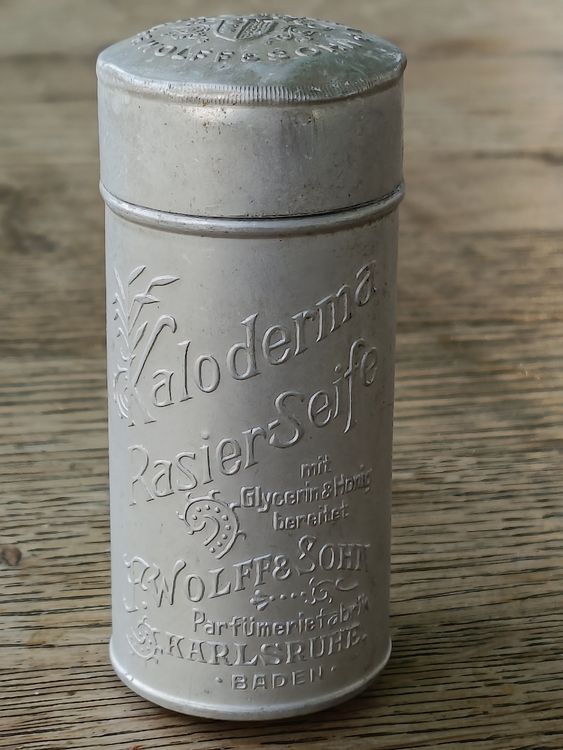 WOLFF & SOHN
Kaloderma
Rasier-Seife
mit
Glycerin & Honig
bereitet
F. WOLFF & SOHN
Parfümeriefabrik
KARLSRUHE.
· BADEN ·